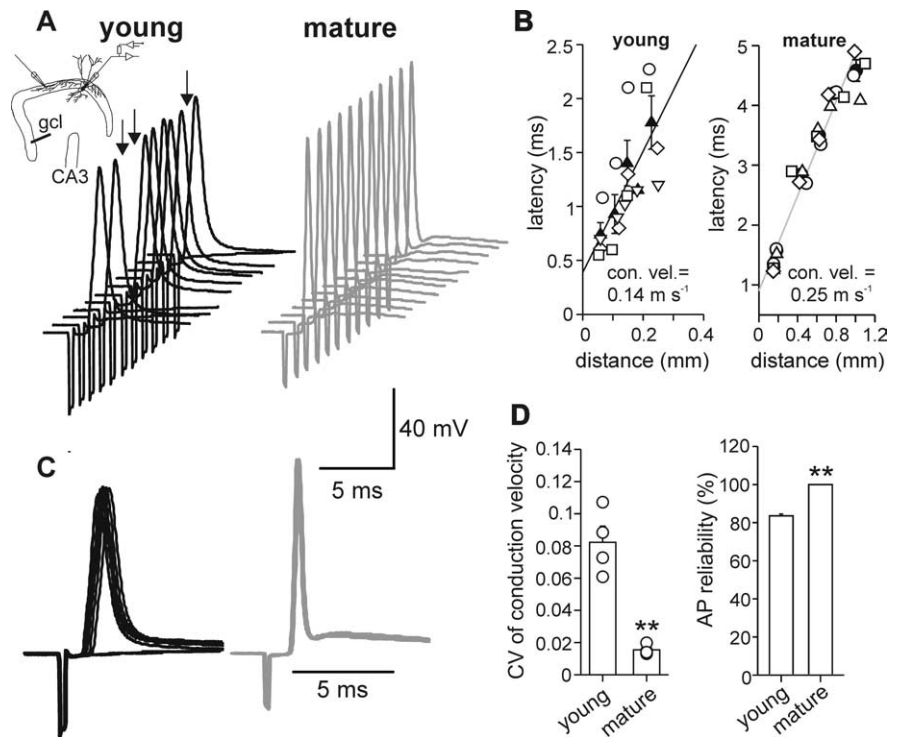 A
young
mature
gcl
CA3
40 mV
5 ms
B
young
latency (ms)
2.5
2
1.5
1
0.5
0
con. vel.=
0.14 m s⁻¹
0
0.2
0.4
distance (mm)
mature
latency (ms)
5
4
3
2
1
con. vel. =
0.25 m s⁻¹
0
0.4
0.8
1.2
distance (mm)
C
5 ms
D
CV of conduction velocity
0.14
0.12
0.10
0.08
0.06
0.04
0.02
0
**
young
mature
AP reliability (%)
120
100
80
60
40
20
0
**
young
mature